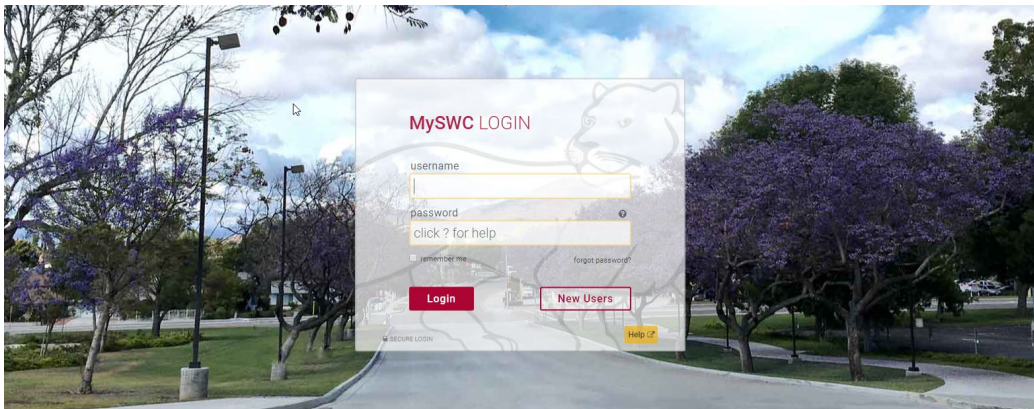 MySWC LOGIN
username
password
click ? for help
remember me
forgot password?
Login
New Users
SECURE LOGIN
Help